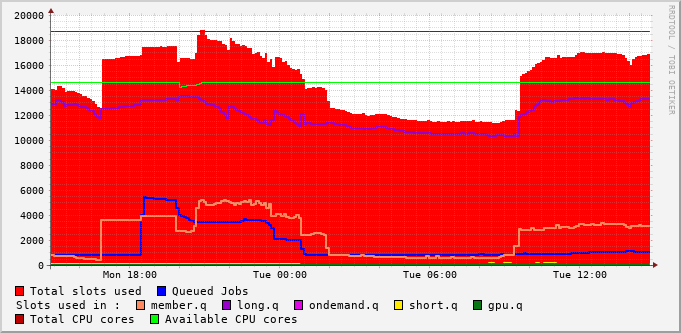 RRDTOOL / TOBI OETIKER
20000
18000
16000
14000
12000
10000
8000
6000
4000
2000
0
Mon 18:00 Tue 00:00 Tue 06:00 Tue 12:00
Total slots used Queued Jobs
Slots used in : member.q long.q ondemand.q short.q gpu.q
Total CPU cores Available CPU cores